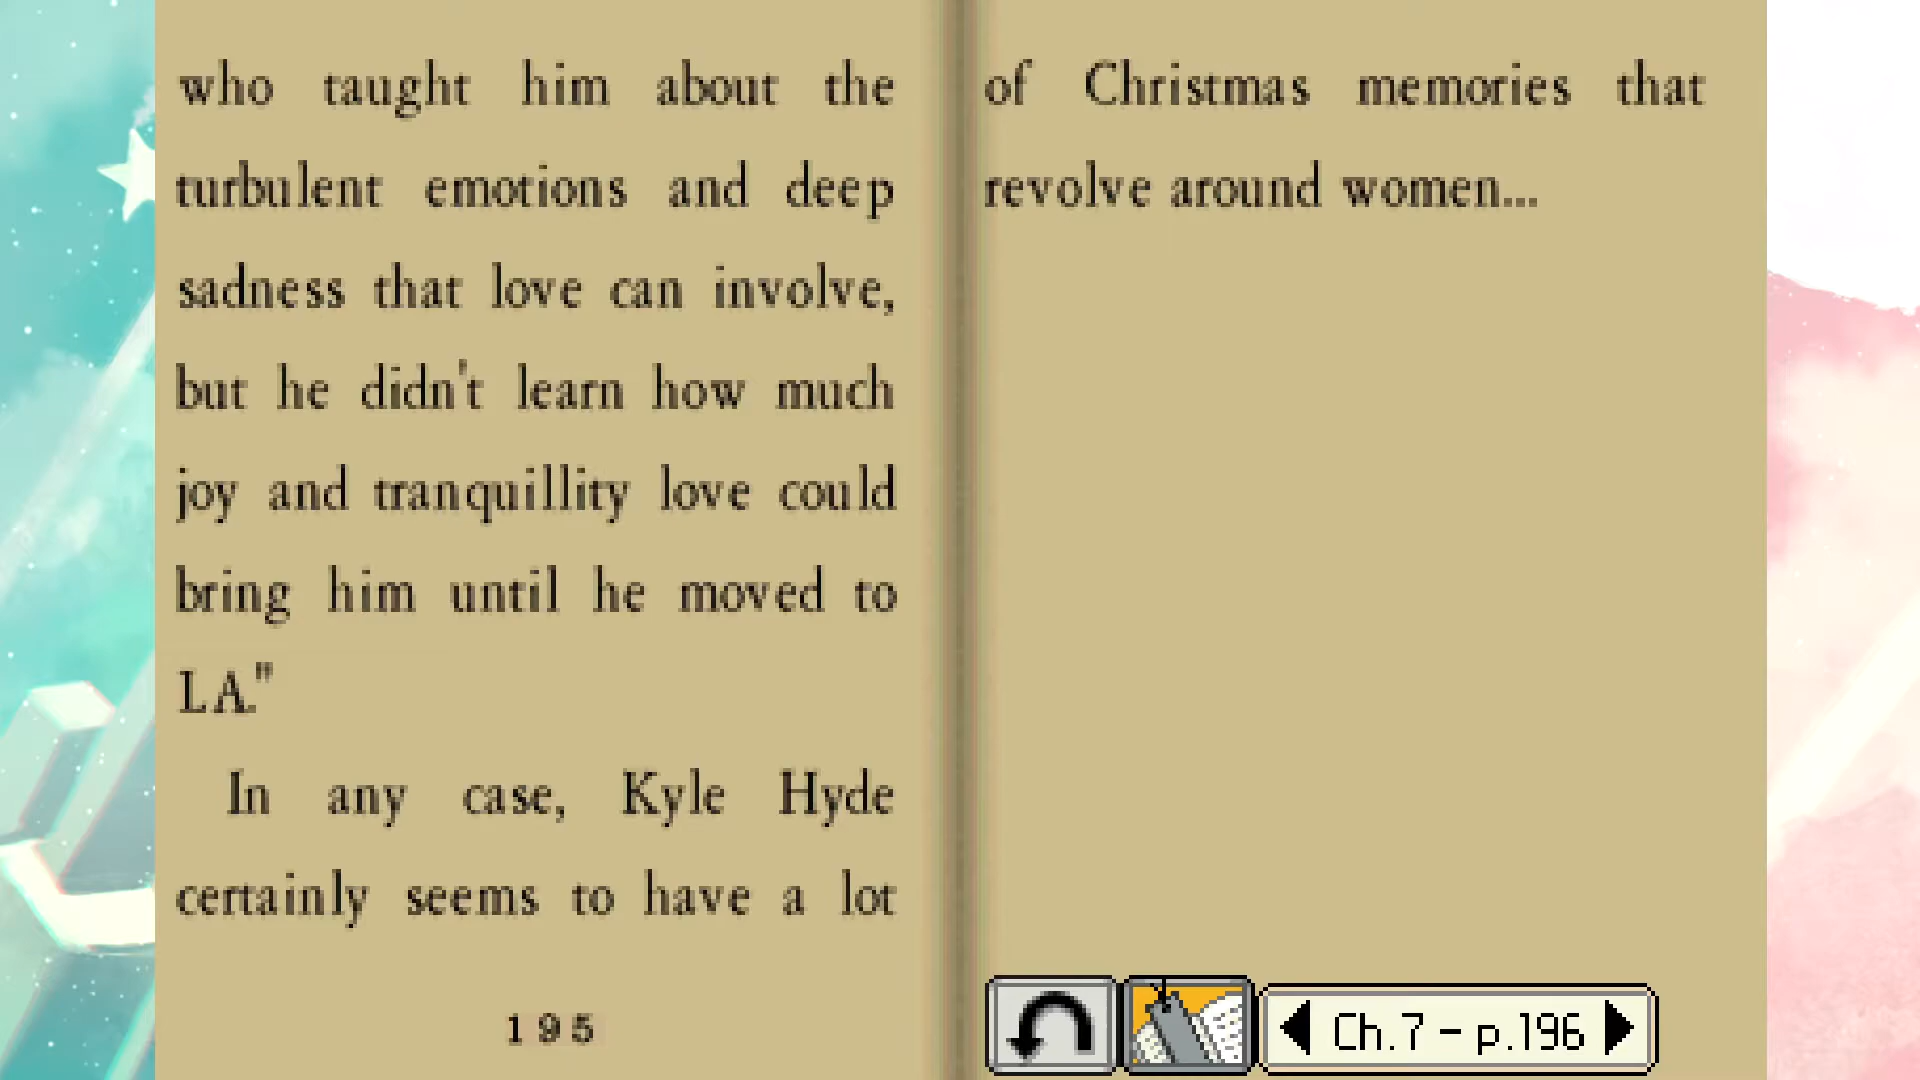 who taught him about the
turbulent emotions and deep
sadness that love can involve,
but he didn't learn how much
joy and tranquillity love could
bring him until he moved to
LA."
In any case, Kyle Hyde
certainly seems to have a lot
195
of Christmas memories that
revolve around women...
Ch.7 - p.196